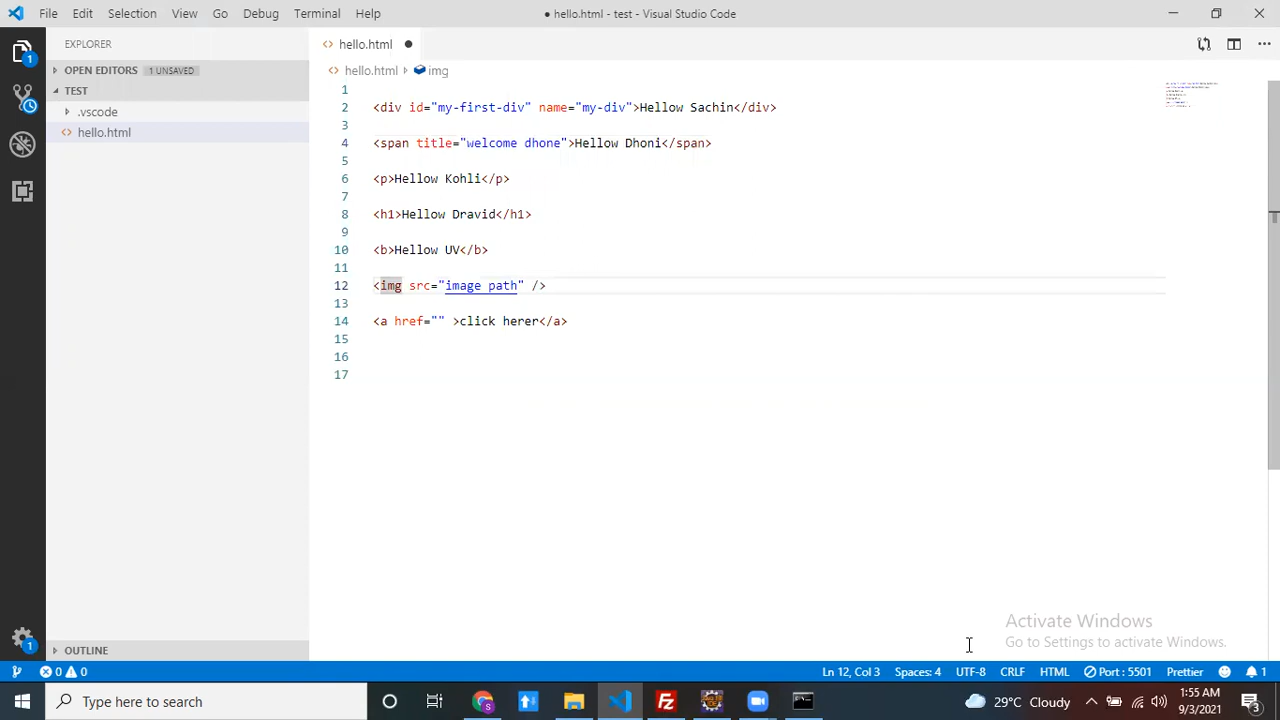 File Edit Selection View Go Debug Terminal Help
● hello.html - test - Visual Studio Code
EXPLORER
hello.html
OPEN EDITORS 1 UNSAVED
hello.html img
TEST
.vscode
hello.html
1
2 <div id="my-first-div" name="my-div">Hellow Sachin</div>
3
4 <span title="welcome dhone">Hellow Dhoni</span>
5
6 <p>Hellow Kohli</p>
7
8 <h1>Hellow Dravid</h1>
9
10 <b>Hellow UV</b>
11
12 <img src="image path" />
13
14 <a href="" >click herer</a>
15
16
17
1
1
Activate Windows
Go to Settings to activate Windows.
OUTLINE
0 0 Ln 12, Col 3 Spaces: 4 UTF-8 CRLF HTML Port : 5501 Prettier 1
Type here to search
S
29°C Cloudy
1:55 AM
9/3/2021
3